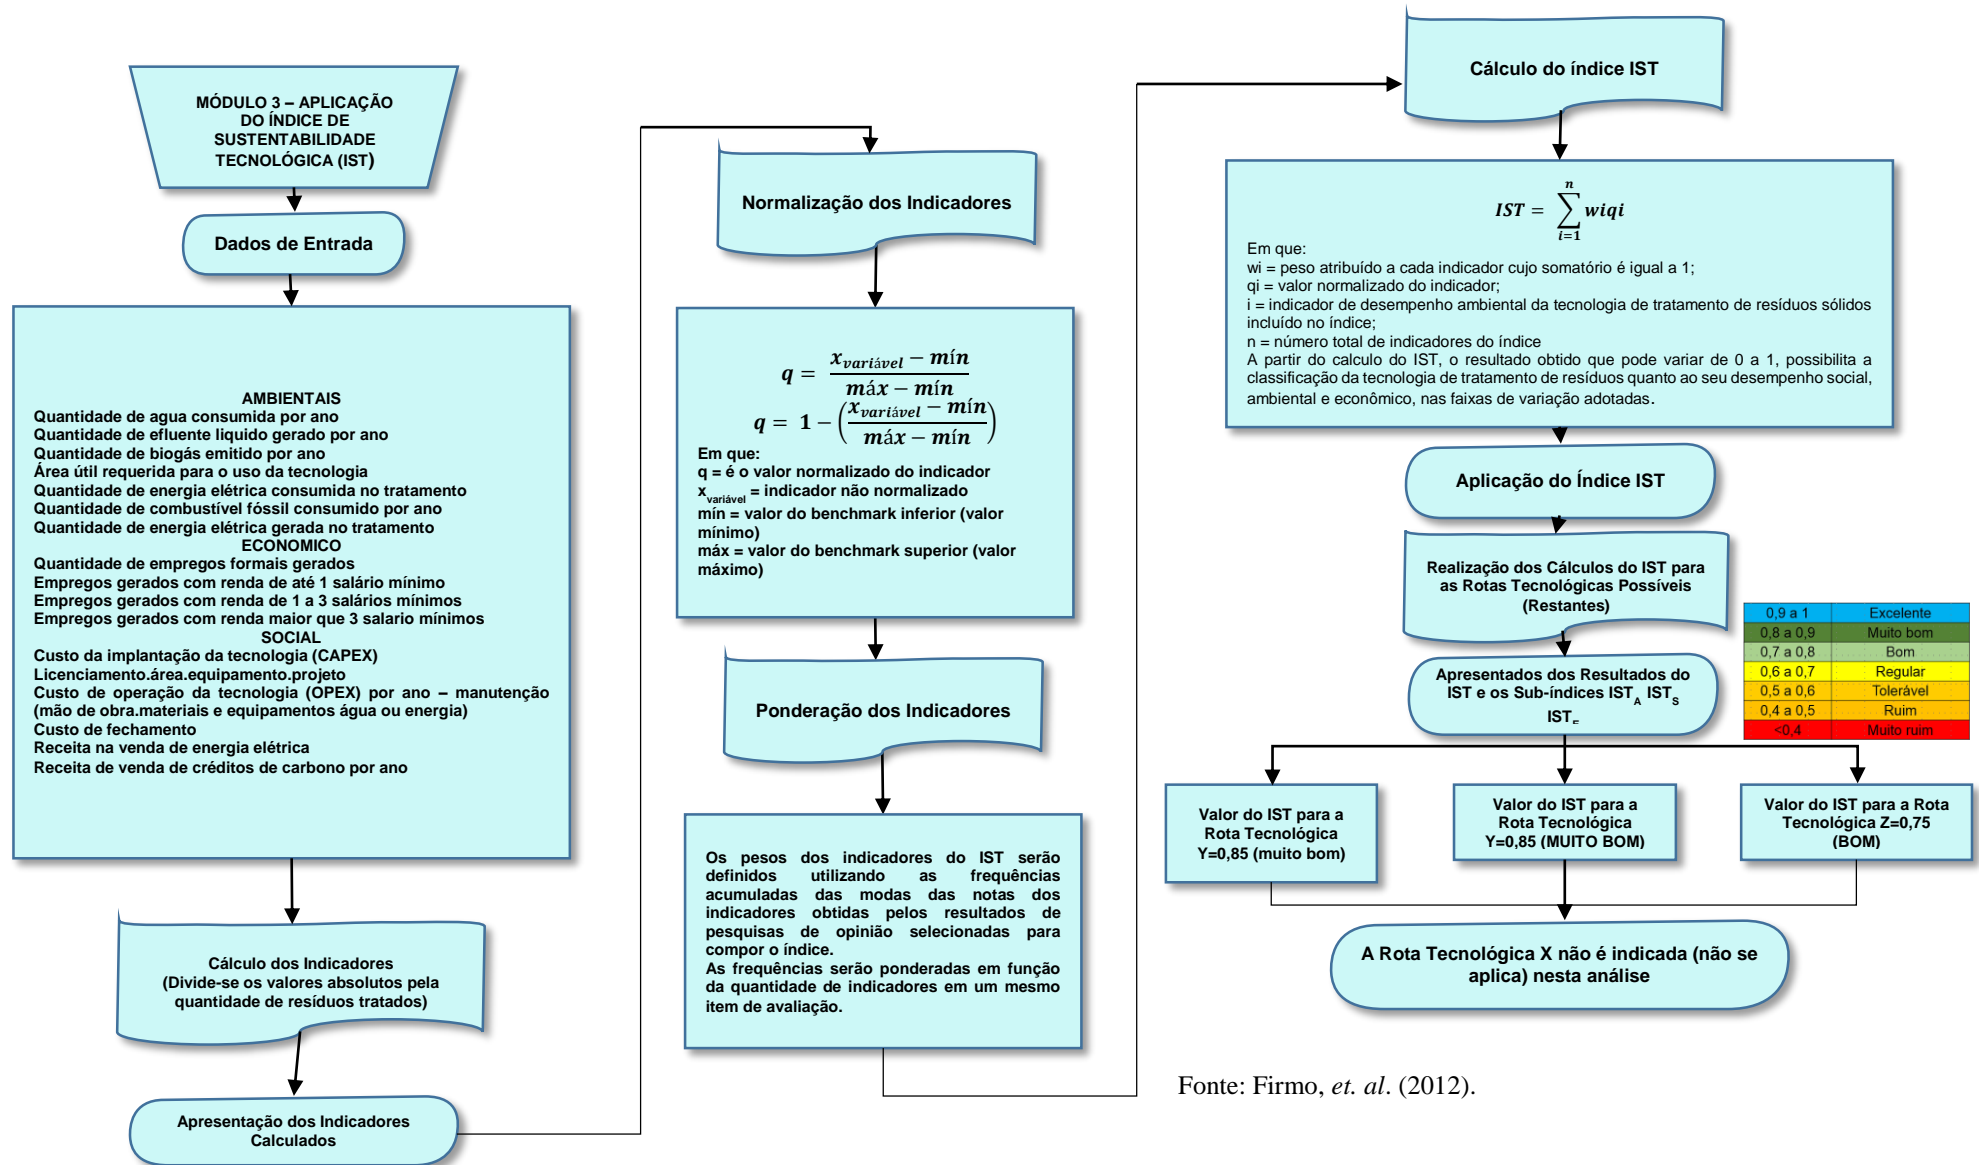 MÓDULO 3 – APLICAÇÃO
DO ÍNDICE DE
SUSTENTABILIDADE
TECNOLÓGICA (IST)
Dados de Entrada
AMBIENTAIS
Quantidade de agua consumida por ano
Quantidade de efluente liquido gerado por ano
Quantidade de biogás emitido por ano
Área útil requerida para o uso da tecnologia
Quantidade de energia elétrica consumida no tratamento
Quantidade de combustível fóssil consumido por ano
Quantidade de energia elétrica gerada no tratamento
ECONOMICO
Quantidade de empregos formais gerados
Empregos gerados com renda de até 1 salário mínimo
Empregos gerados com renda de 1 a 3 salários mínimos
Empregos gerados com renda maior que 3 salario mínimos
SOCIAL
Custo da implantação da tecnologia (CAPEX)
Licenciamento.área.equipamento.projeto
Custo de operação da tecnologia (OPEX) por ano – manutenção
(mão de obra.materiais e equipamentos água ou energia)
Custo de fechamento
Receita na venda de energia elétrica
Receita de venda de créditos de carbono por ano
Cálculo dos Indicadores
(Divide-se os valores absolutos pela
quantidade de resíduos tratados)
Apresentação dos Indicadores
Calculados
Normalização dos Indicadores
q = (x_variável − mín) / (máx − mín)
q = 1 − ((x_variável − mín) / (máx − mín))
Em que:
q = é o valor normalizado do indicador
x_variável = indicador não normalizado
mín = valor do benchmark inferior (valor
mínimo)
máx = valor do benchmark superior (valor
máximo)
Ponderação dos Indicadores
Os pesos dos indicadores do IST serão
definidos utilizando as frequências
acumuladas das modas das notas dos
indicadores obtidas pelos resultados de
pesquisas de opinião selecionadas para
compor o índice.
As frequências serão ponderadas em função
da quantidade de indicadores em um mesmo
item de avaliação.
Cálculo do índice IST
IST = ∑_{i=1}^{n} wiqi
Em que:
wi = peso atribuído a cada indicador cujo somatório é igual a 1;
qi = valor normalizado do indicador;
i = indicador de desempenho ambiental da tecnologia de tratamento de resíduos sólidos
incluído no índice;
n = número total de indicadores do índice
A partir do calculo do IST, o resultado obtido que pode variar de 0 a 1, possibilita a
classificação da tecnologia de tratamento de resíduos quanto ao seu desempenho social,
ambiental e econômico, nas faixas de variação adotadas.
Aplicação do Índice IST
Realização dos Cálculos do IST para
as Rotas Tecnológicas Possíveis
(Restantes)
Apresentados dos Resultados do
IST e os Sub-índices IST_A IST_S
IST_E
0,9 a 1 Excelente
0,8 a 0,9 Muito bom
0,7 a 0,8 Bom
0,6 a 0,7 Regular
0,5 a 0,6 Tolerável
0,4 a 0,5 Ruim
<0,4 Muito ruim
Valor do IST para a
Rota Tecnológica
Y=0,85 (muito bom)
Valor do IST para a
Rota Tecnológica
Y=0,85 (MUITO BOM)
Valor do IST para a Rota
Tecnológica Z=0,75
(BOM)
A Rota Tecnológica X não é indicada (não se
aplica) nesta análise
Fonte: Firmo, et. al. (2012).